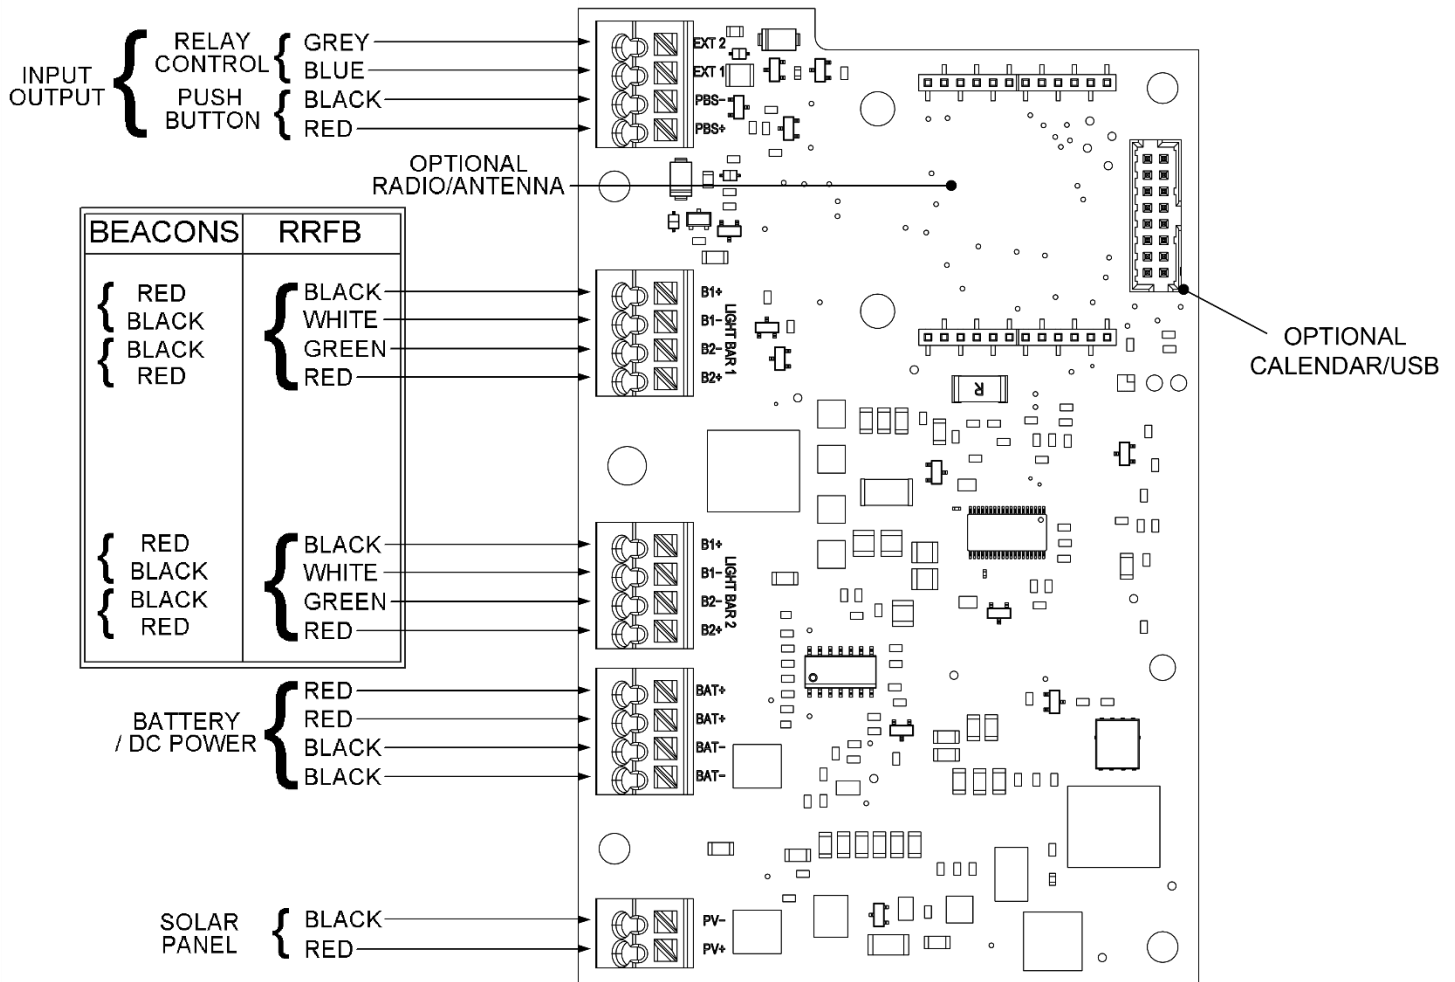 RELAY
CONTROL
GREY
BLUE
EXT 2
EXT 1
INPUT
OUTPUT
PUSH
BUTTON
BLACK
RED
PBS-
PBS+
OPTIONAL
RADIO/ANTENNA
BEACONS RRFB
RED BLACK B1+
BLACK WHITE B1-
BLACK GREEN B2-
RED RED B2+
LIGHT BAR 1
OPTIONAL
CALENDAR/USB
R
RED BLACK B1+
BLACK WHITE B1-
BLACK GREEN B2-
RED RED B2+
LIGHT BAR 2
BATTERY
/ DC POWER
RED BAT+
RED BAT+
BLACK BAT-
BLACK BAT-
SOLAR
PANEL
BLACK PV-
RED PV+